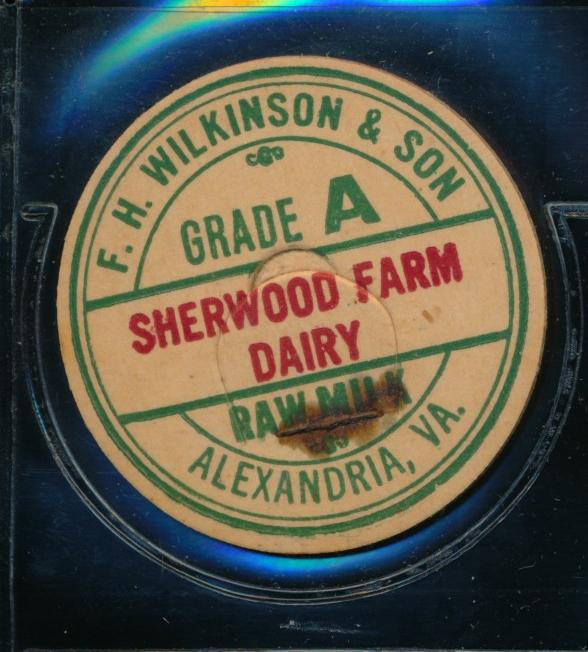 F. H. WILKINSON & SON
GRADE A
SHERWOOD FARM
DAIRY
RAW MILK
ALEXANDRIA, VA.